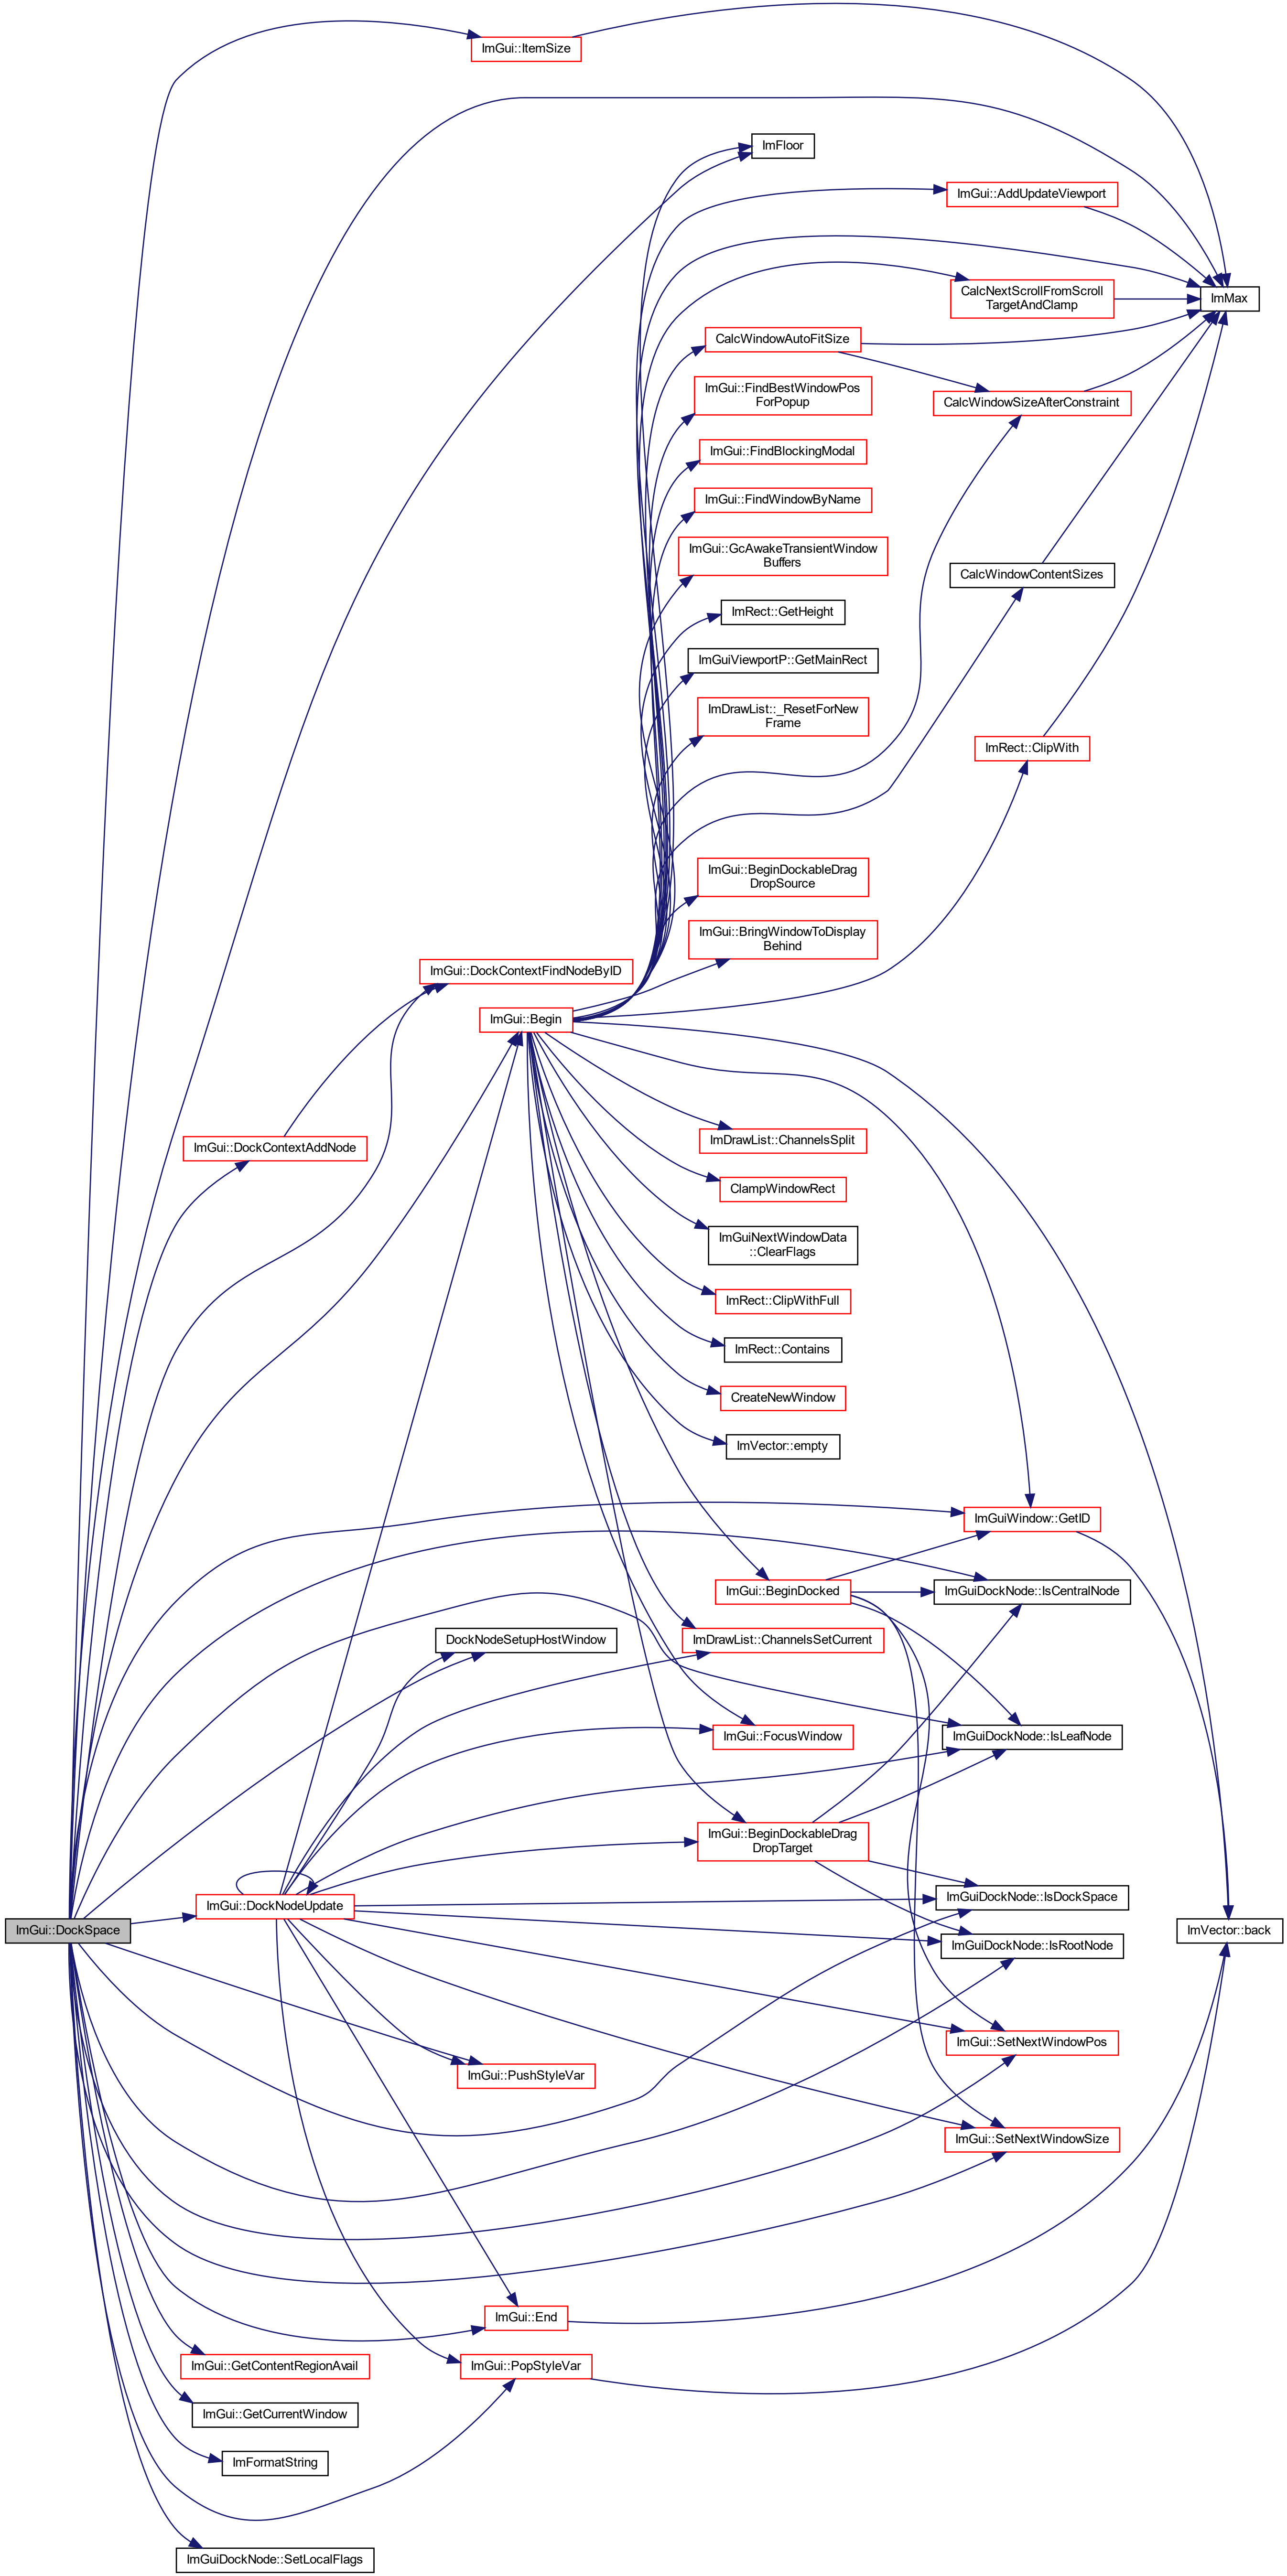 ImGui::ItemSize
ImFloor
ImGui::AddUpdateViewport
ImMax
CalcNextScrollFromScroll
TargetAndClamp
CalcWindowAutoFitSize
ImGui::FindBestWindowPos
ForPopup
CalcWindowSizeAfterConstraint
ImGui::FindBlockingModal
ImGui::FindWindowByName
ImGui::GcAwakeTransientWindow
Buffers
CalcWindowContentSizes
ImRect::GetHeight
ImGuiViewportP::GetMainRect
ImDrawList::_ResetForNew
Frame
ImRect::ClipWith
ImGui::BeginDockableDrag
DropSource
ImGui::BringWindowToDisplay
Behind
ImGui::DockContextFindNodeByID
ImGui::Begin
ImDrawList::ChannelsSplit
ImGui::DockContextAddNode
ClampWindowRect
ImGuiNextWindowData
::ClearFlags
ImRect::ClipWithFull
ImRect::Contains
CreateNewWindow
ImVector::empty
ImGuiWindow::GetID
ImGui::BeginDocked
ImGuiDockNode::IsCentralNode
DockNodeSetupHostWindow
ImDrawList::ChannelsSetCurrent
ImGui::FocusWindow
ImGuiDockNode::IsLeafNode
ImGui::BeginDockableDrag
DropTarget
ImGui::DockNodeUpdate
ImGuiDockNode::IsDockSpace
ImGui::DockSpace
ImVector::back
ImGuiDockNode::IsRootNode
ImGui::SetNextWindowPos
ImGui::PushStyleVar
ImGui::SetNextWindowSize
ImGui::End
ImGui::GetContentRegionAvail
ImGui::PopStyleVar
ImGui::GetCurrentWindow
ImFormatString
ImGuiDockNode::SetLocalFlags